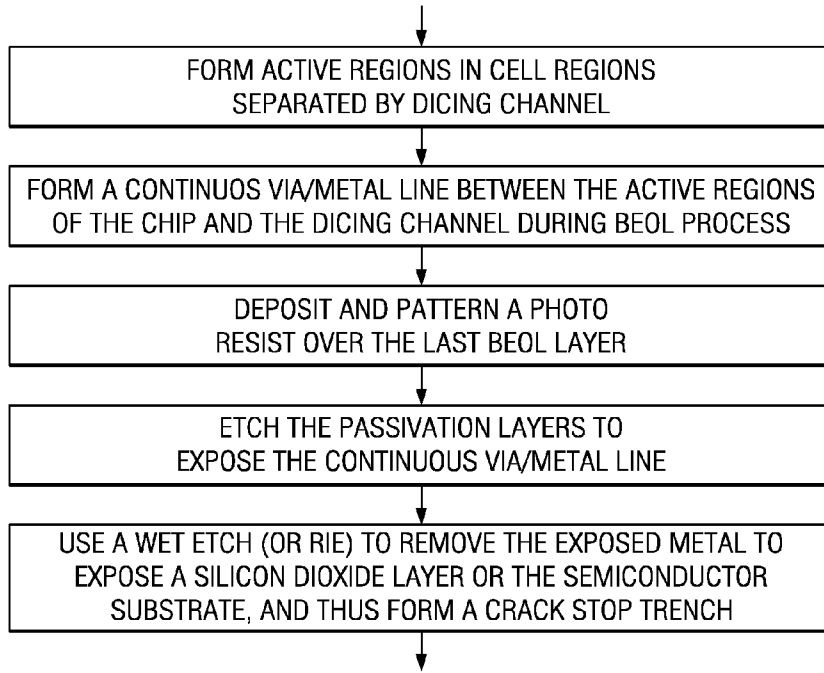 FORM ACTIVE REGIONS IN CELL REGIONS
SEPARATED BY DICING CHANNEL
FORM A CONTINUOS VIA/METAL LINE BETWEEN THE ACTIVE REGIONS
OF THE CHIP AND THE DICING CHANNEL DURING BEOL PROCESS
DEPOSIT AND PATTERN A PHOTO
RESIST OVER THE LAST BEOL LAYER
ETCH THE PASSIVATION LAYERS TO
EXPOSE THE CONTINUOUS VIA/METAL LINE
USE A WET ETCH (OR RIE) TO REMOVE THE EXPOSED METAL TO
EXPOSE A SILICON DIOXIDE LAYER OR THE SEMICONDUCTOR
SUBSTRATE, AND THUS FORM A CRACK STOP TRENCH